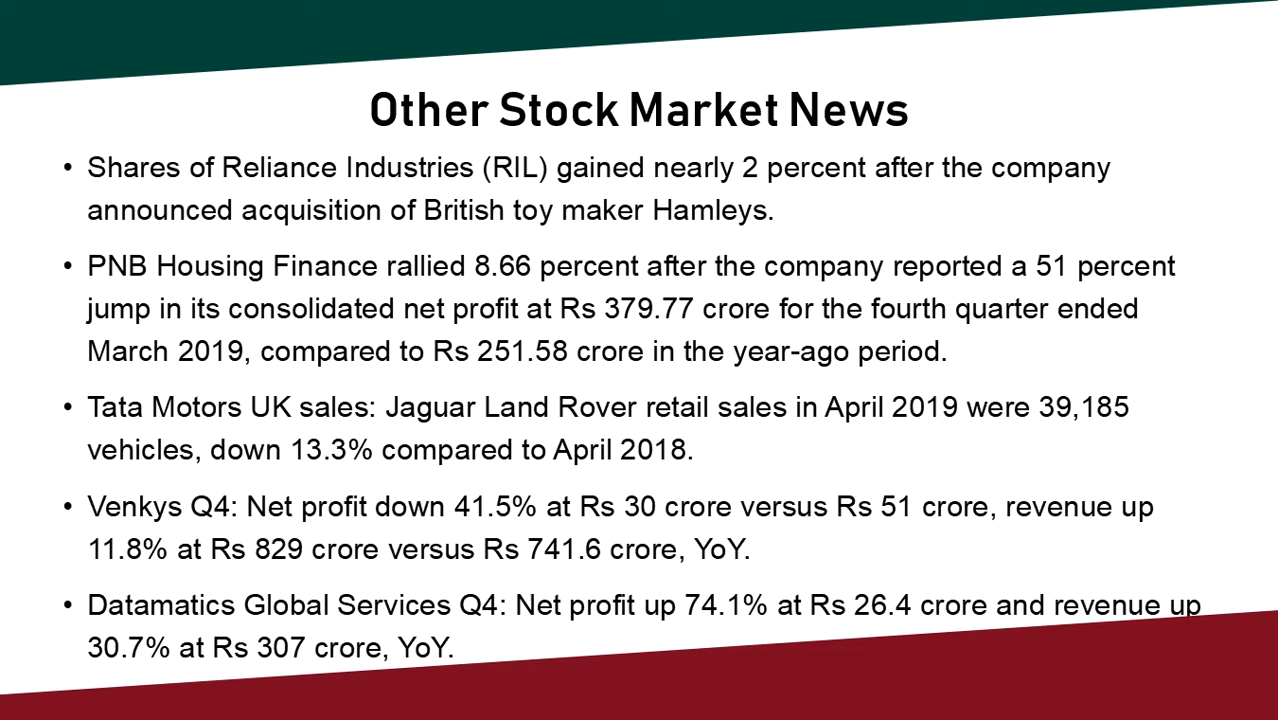 Other Stock Market News
• Shares of Reliance Industries (RIL) gained nearly 2 percent after the company
announced acquisition of British toy maker Hamleys.
• PNB Housing Finance rallied 8.66 percent after the company reported a 51 percent
jump in its consolidated net profit at Rs 379.77 crore for the fourth quarter ended
March 2019, compared to Rs 251.58 crore in the year-ago period.
• Tata Motors UK sales: Jaguar Land Rover retail sales in April 2019 were 39,185
vehicles, down 13.3% compared to April 2018.
• Venkys Q4: Net profit down 41.5% at Rs 30 crore versus Rs 51 crore, revenue up
11.8% at Rs 829 crore versus Rs 741.6 crore, YoY.
• Datamatics Global Services Q4: Net profit up 74.1% at Rs 26.4 crore and revenue up
30.7% at Rs 307 crore, YoY.